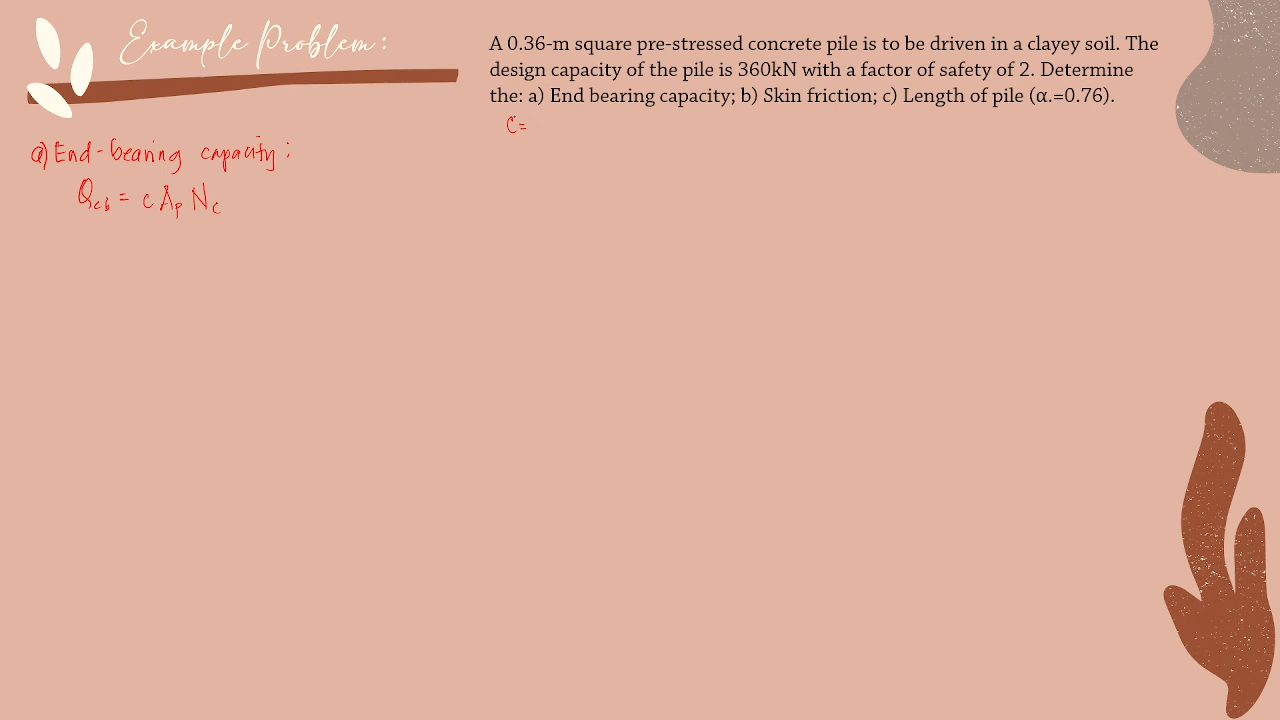 Example Problem:
A 0.36-m square pre-stressed concrete pile is to be driven in a clayey soil. The
design capacity of the pile is 360kN with a factor of safety of 2. Determine
the: a) End bearing capacity; b) Skin friction; c) Length of pile (α.=0.76).
C=
a) End-bearing capacity:
Qeb = c Ap Nc